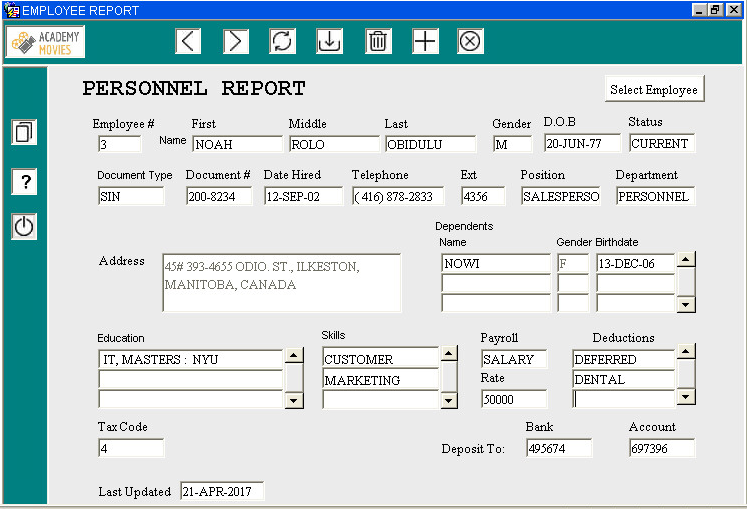 EMPLOYEE REPORT
ACADEMY
MOVIES
PERSONNEL REPORT
Select Employee
Employee # First Middle Last Gender D.O.B Status
Name
3 NOAH ROLO OBIDULU M 20-JUN-77 CURRENT
Document Type Document # Date Hired Telephone Ext Position Department
SIN 200-8234 12-SEP-02 ( 416) 878-2833 4356 SALESPERSO PERSONNEL
Dependents
Name Gender Birthdate
Address
45# 393-4655 ODIO. ST., ILKESTON,
MANITOBA, CANADA
NOWI F 13-DEC-06
Education Skills Payroll Deductions
IT, MASTERS : NYU CUSTOMER SALARY DEFERRED
MARKETING Rate DENTAL
50000
Tax Code Bank Account
4 Deposit To: 495674 697396
Last Updated 21-APR-2017
?